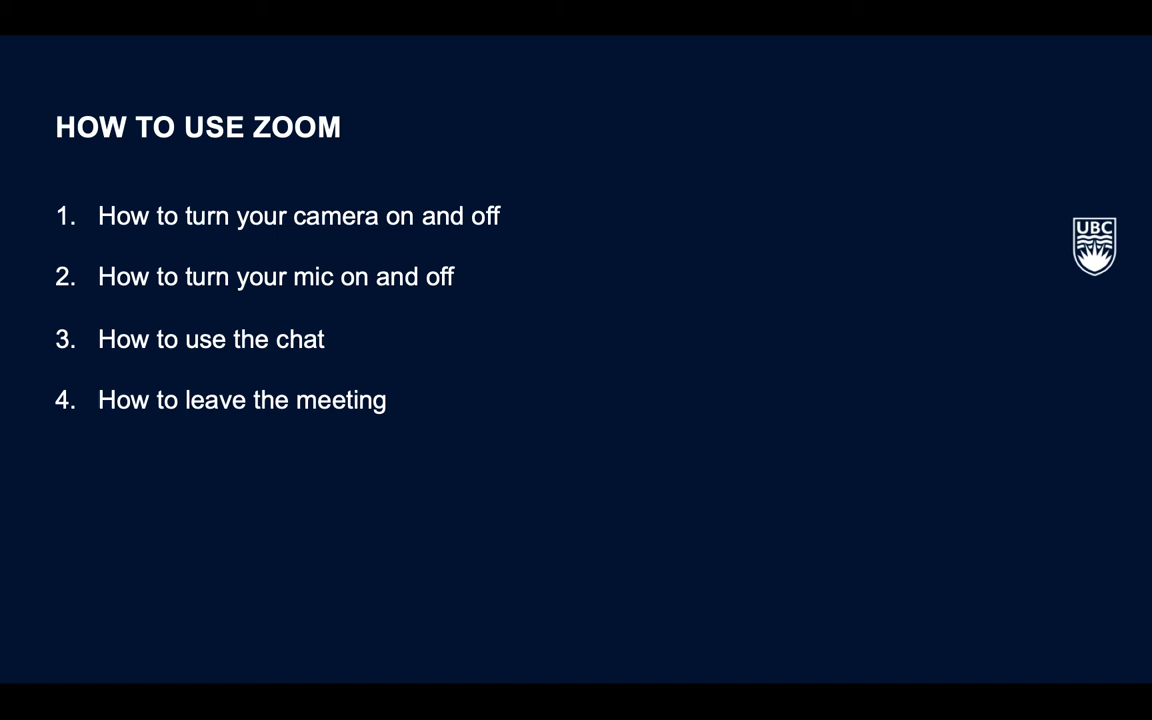 HOW TO USE ZOOM
1. How to turn your camera on and off
UBC
2. How to turn your mic on and off
3. How to use the chat
4. How to leave the meeting